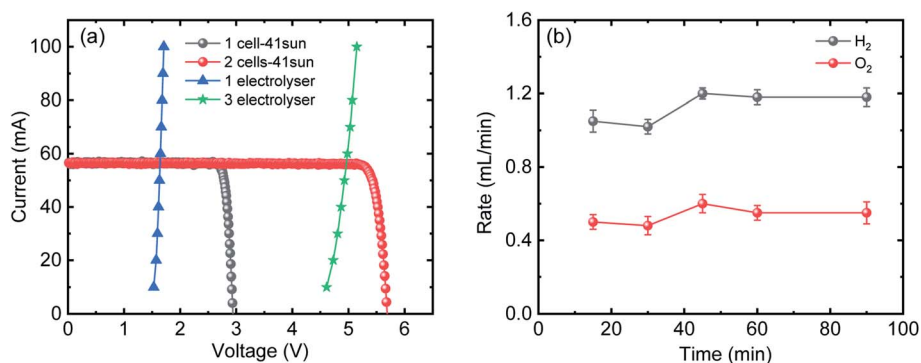 (a)
1 cell-41sun
2 cells-41sun
1 electrolyser
3 electrolyser
100
80
60
40
20
0
Current (mA)
0 1 2 3 4 5 6
Voltage (V)
(b)
H₂
O₂
1.6
1.2
0.8
0.4
0.0
Rate (mL/min)
0 20 40 60 80 100
Time (min)